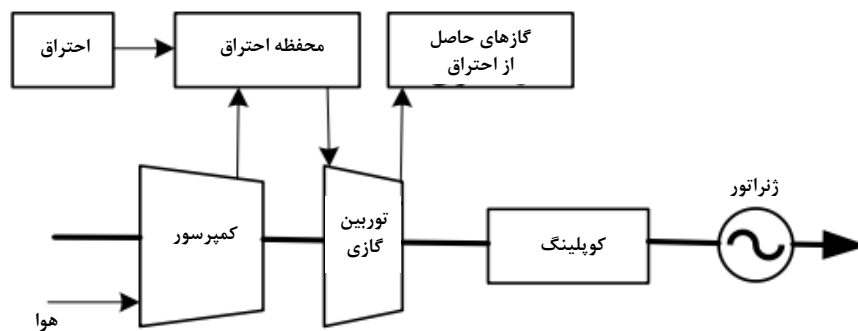 احتراق
محفظه احتراق
گازهای حاصل
از احتراق
کمپرسور
توربین
گازی
کوپلینگ
ژنراتور
هوا